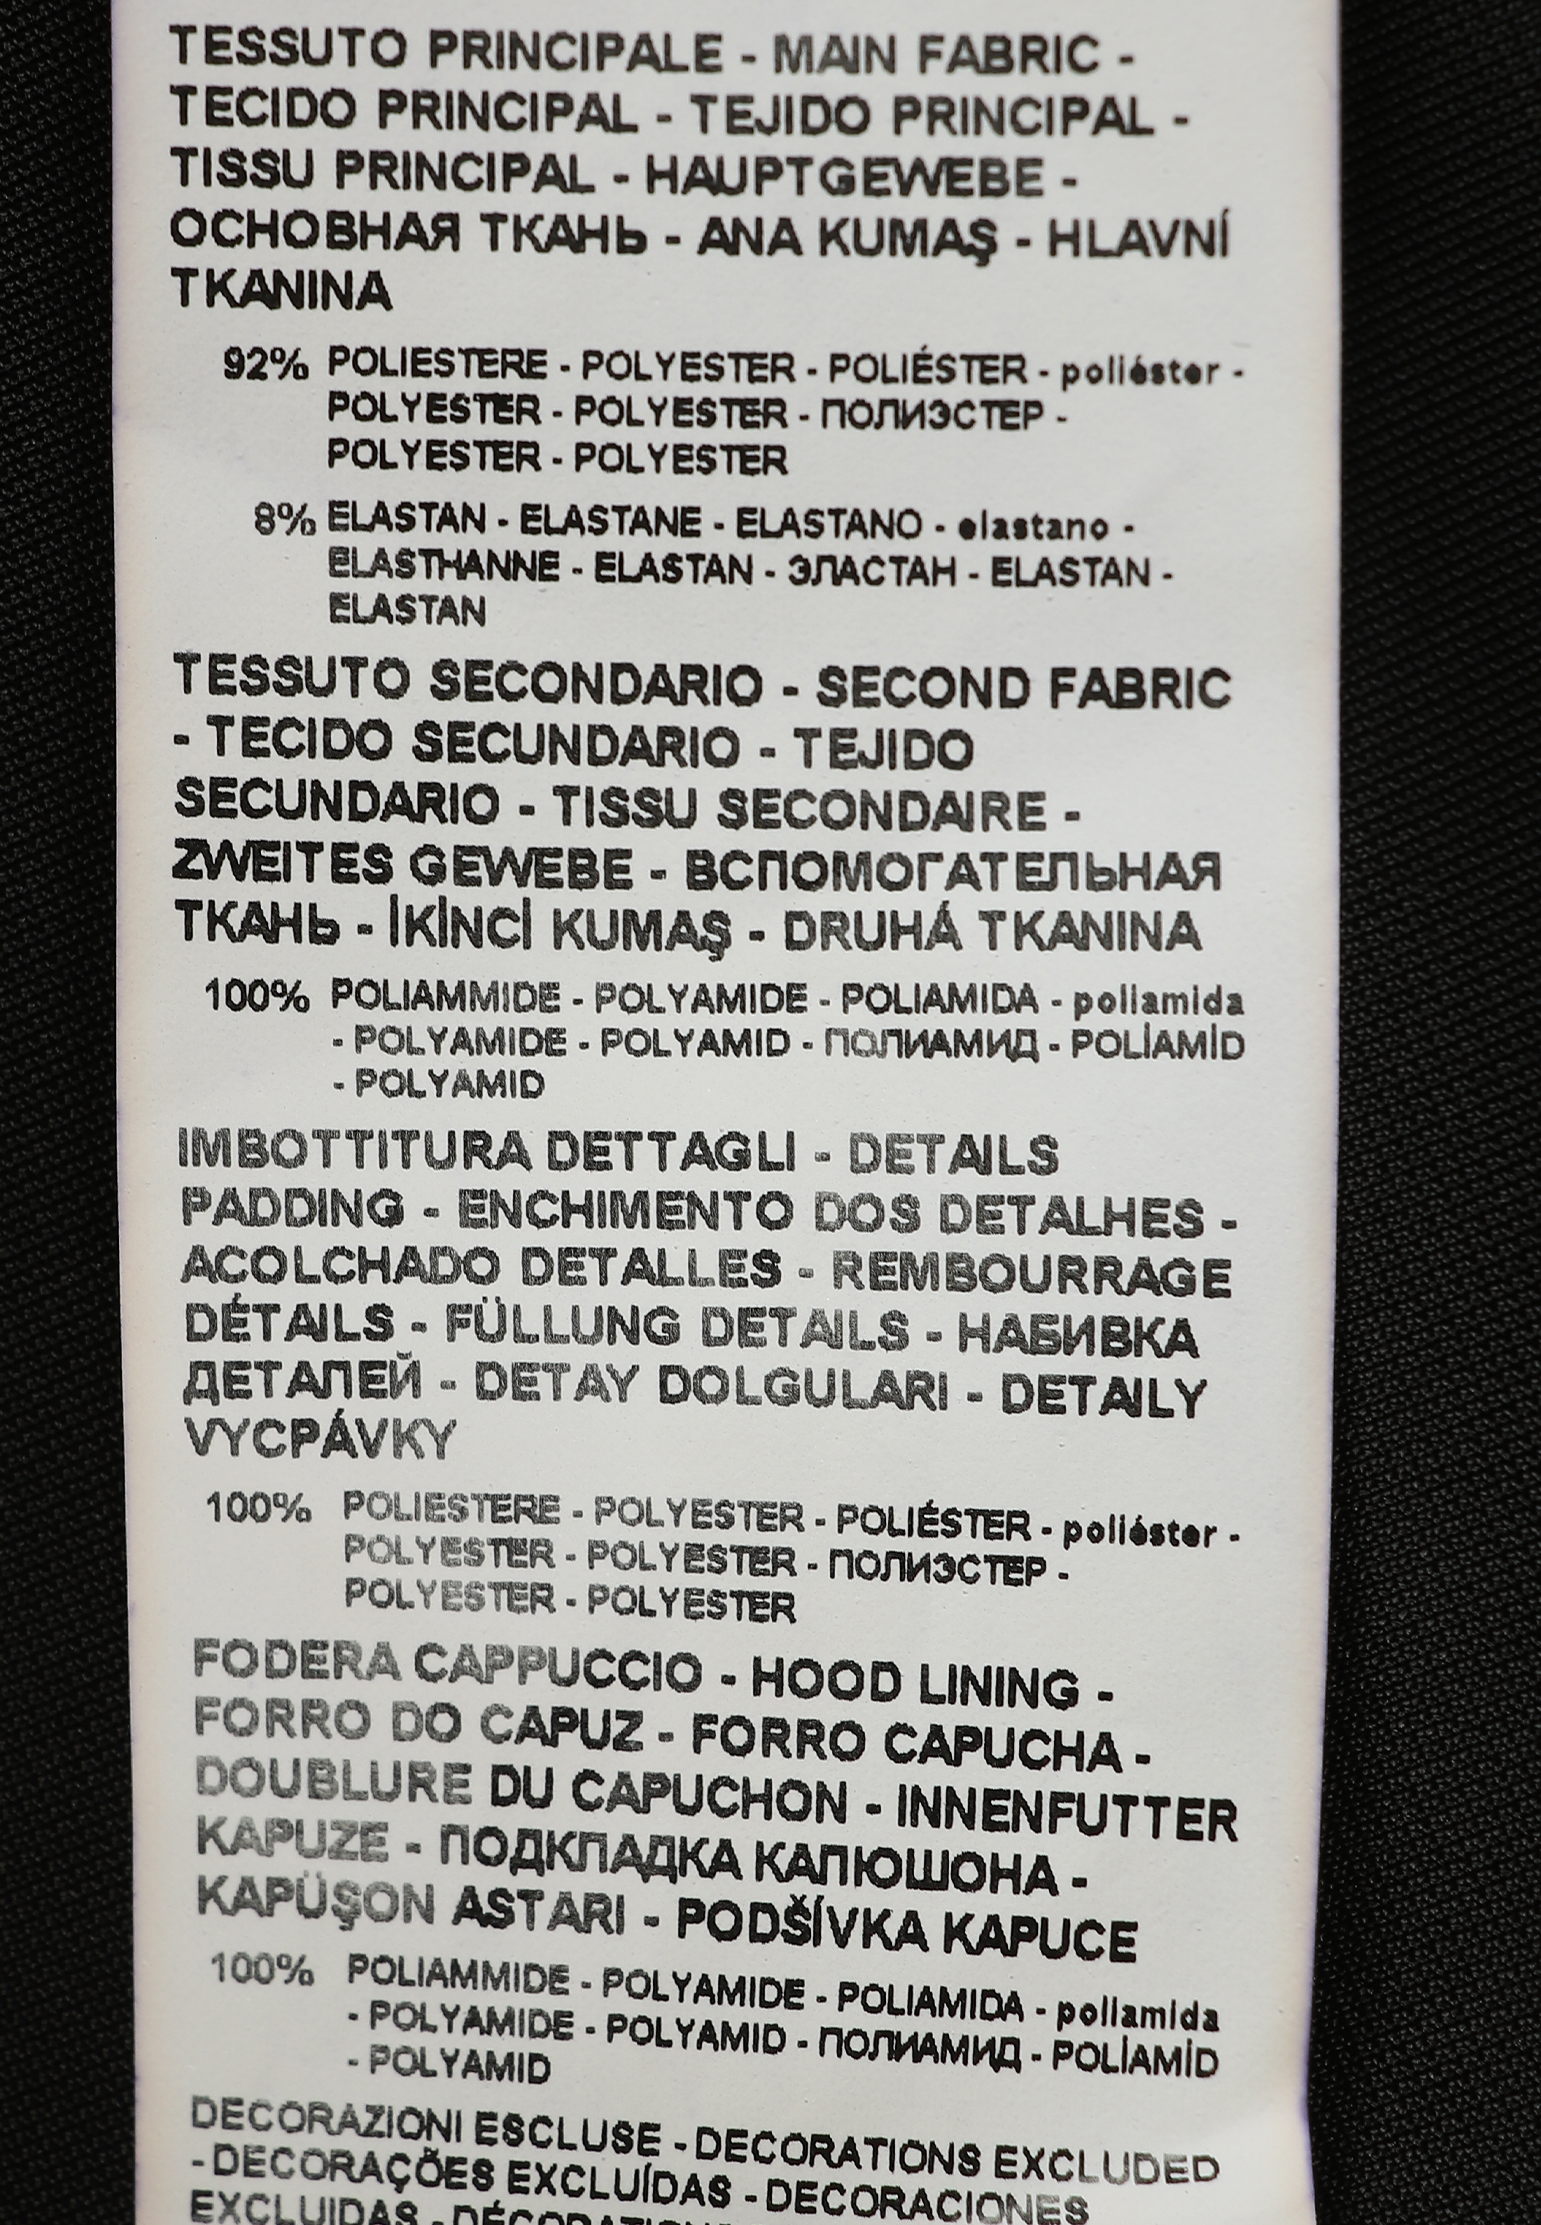 TESSUTO PRINCIPALE - MAIN FABRIC -
TECIDO PRINCIPAL - TEJIDO PRINCIPAL -
TISSU PRINCIPAL - HAUPTGEWEBE -
ОСНОВНАЯ ТКАНЬ - ANA KUMAŞ - HLAVNÍ
TKANINA
92% POLIESTERE - POLYESTER - POLIÉSTER - poliéster -
POLYESTER - POLYESTER - ПОЛИЭСТЕР -
POLYESTER - POLYESTER
8% ELASTAN - ELASTANE - ELASTANO - elastano -
ELASTHANNE - ELASTAN - ЭЛАСТАН - ELASTAN -
ELASTAN
TESSUTO SECONDARIO - SECOND FABRIC
- TECIDO SECUNDARIO - TEJIDO
SECUNDARIO - TISSU SECONDAIRE -
ZWEITES GEWEBE - ВСПОМОГАТЕЛЬНАЯ
ТКАНЬ - İKİNCİ KUMAŞ - DRUHÁ TKANINA
100% POLIAMMIDE - POLYAMIDE - POLIAMIDA - poliamida
- POLYAMIDE - POLYAMID - ПОЛИАМИД - POLİAMİD
- POLYAMID
IMBOTTITURA DETTAGLI - DETAILS
PADDING - ENCHIMENTO DOS DETALHES -
ACOLCHADO DETALLES - REMBOURRAGE
DÉTAILS - FÜLLUNG DETAILS - НАБИВКА
ДЕТАЛЕЙ - DETAY DOLGULARI - DETAILY
VYCPÁVKY
100% POLIESTERE - POLYESTER - POLIÉSTER - poliéster -
POLYESTER - POLYESTER - ПОЛИЭСТЕР -
POLYESTER - POLYESTER
FODERA CAPPUCCIO - HOOD LINING -
FORRO DO CAPUZ - FORRO CAPUCHA -
DOUBLURE DU CAPUCHON - INNENFUTTER
KAPUZE - ПОДКЛАДКА КАПЮШОНА -
KAPÜŞON ASTARI - PODŠÍVKA KAPUCE
100% POLIAMMIDE - POLYAMIDE - POLIAMIDA - poliamida
- POLYAMIDE - POLYAMID - ПОЛИАМИД - POLİAMİD
- POLYAMID
DECORAZIONI ESCLUSE - DECORATIONS EXCLUDED
- DECORAÇÕES EXCLUÍDAS - DECORACIONES
EXCLUIDAS -